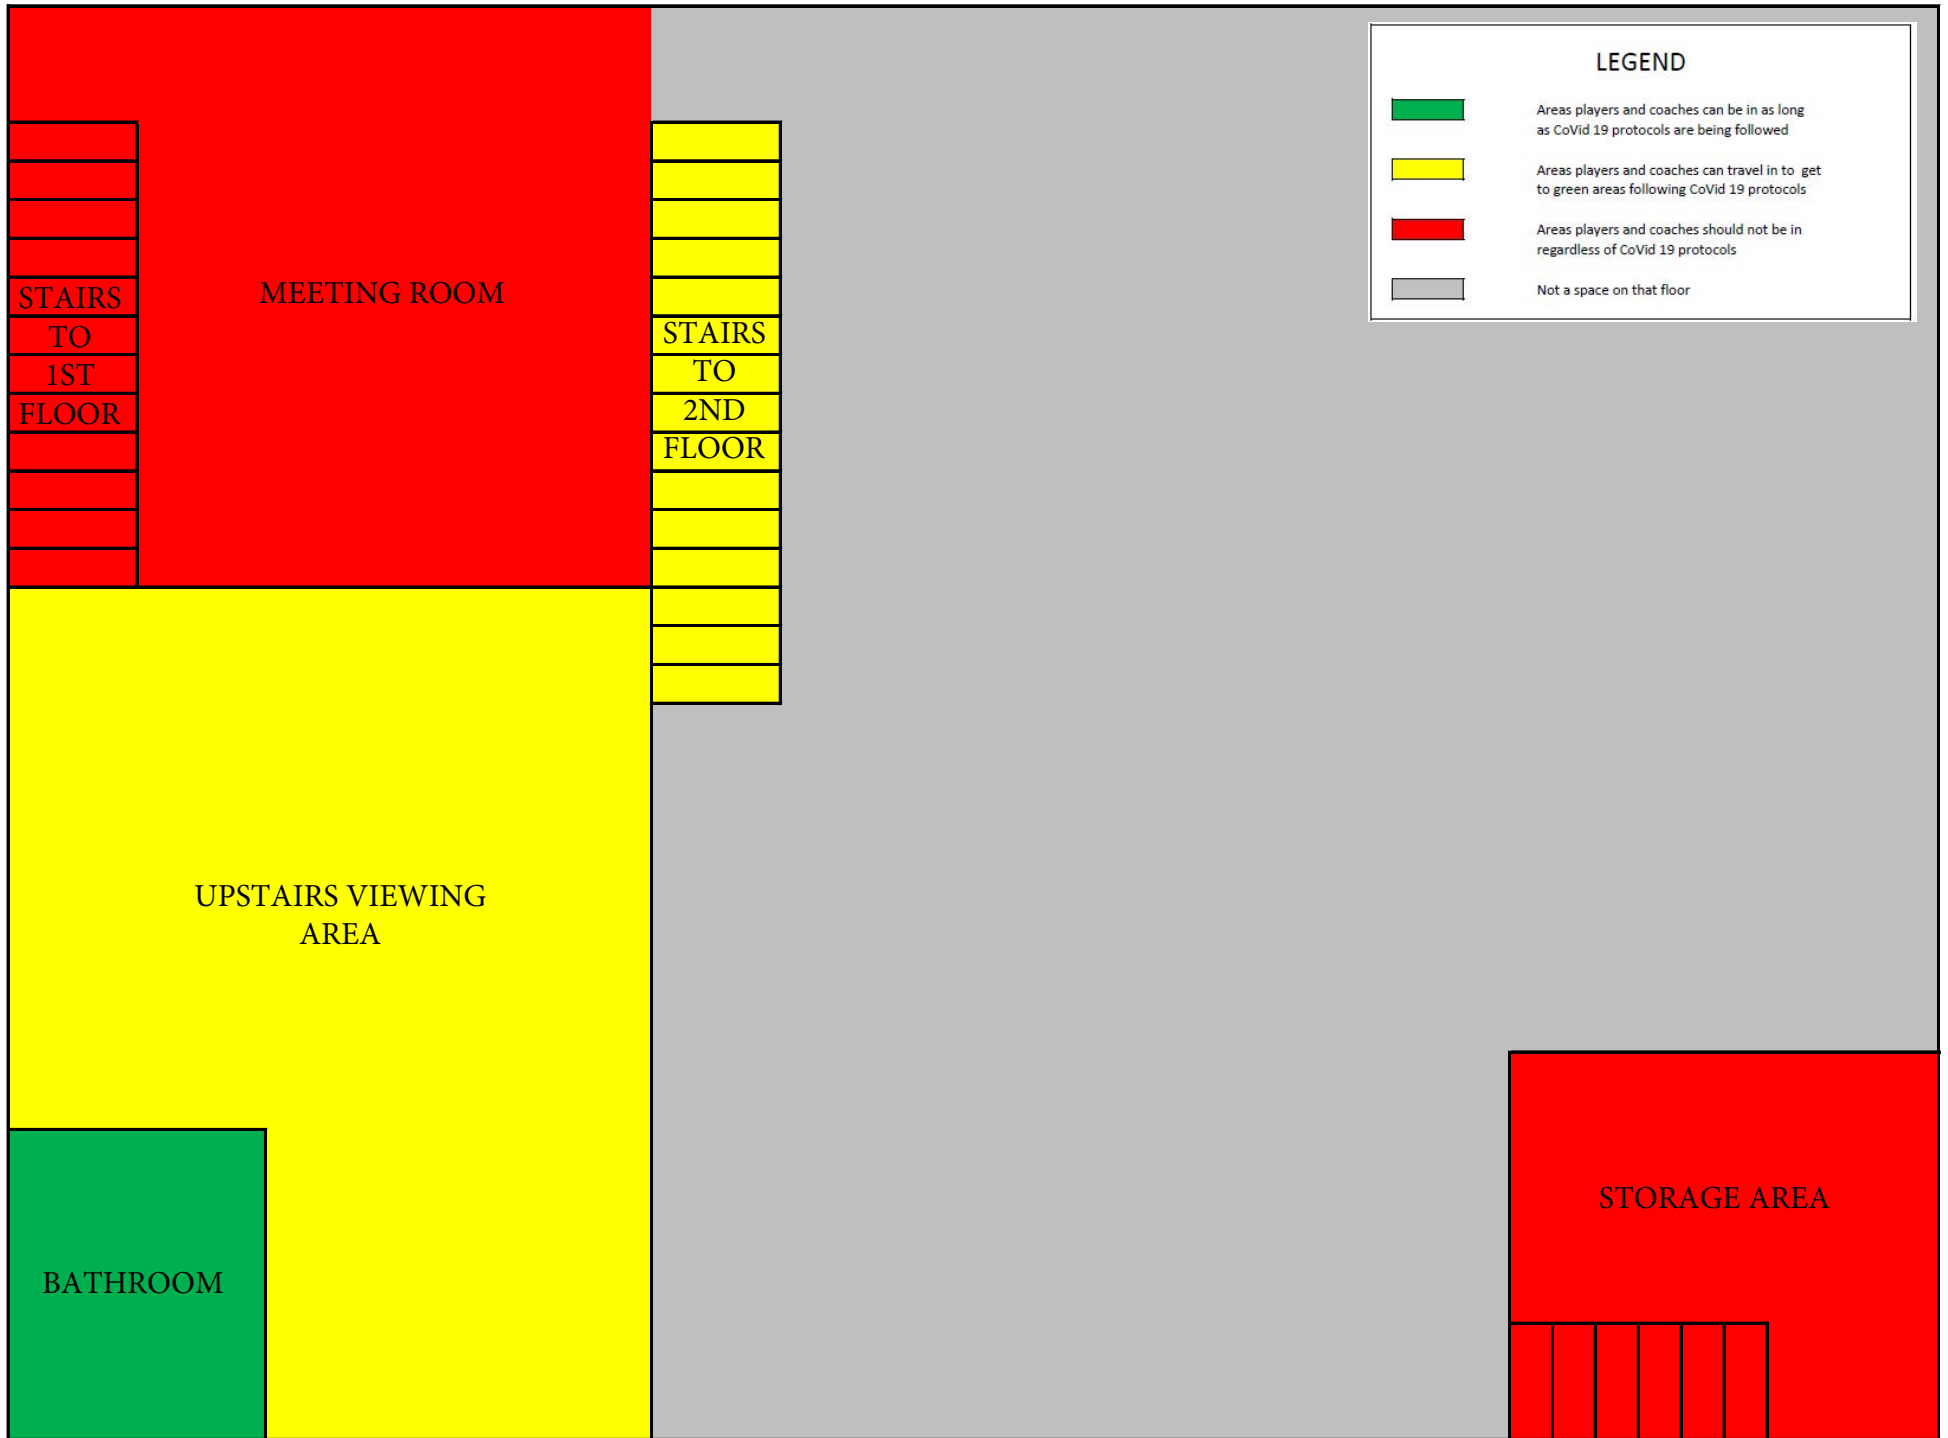 LEGEND
Areas players and coaches can be in as long
as CoVid 19 protocols are being followed
Areas players and coaches can travel in to get
to green areas following CoVid 19 protocols
Areas players and coaches should not be in
regardless of CoVid 19 protocols
Not a space on that floor
STAIRS
TO
1ST
FLOOR
MEETING ROOM
STAIRS
TO
2ND
FLOOR
UPSTAIRS VIEWING
AREA
BATHROOM
STORAGE AREA